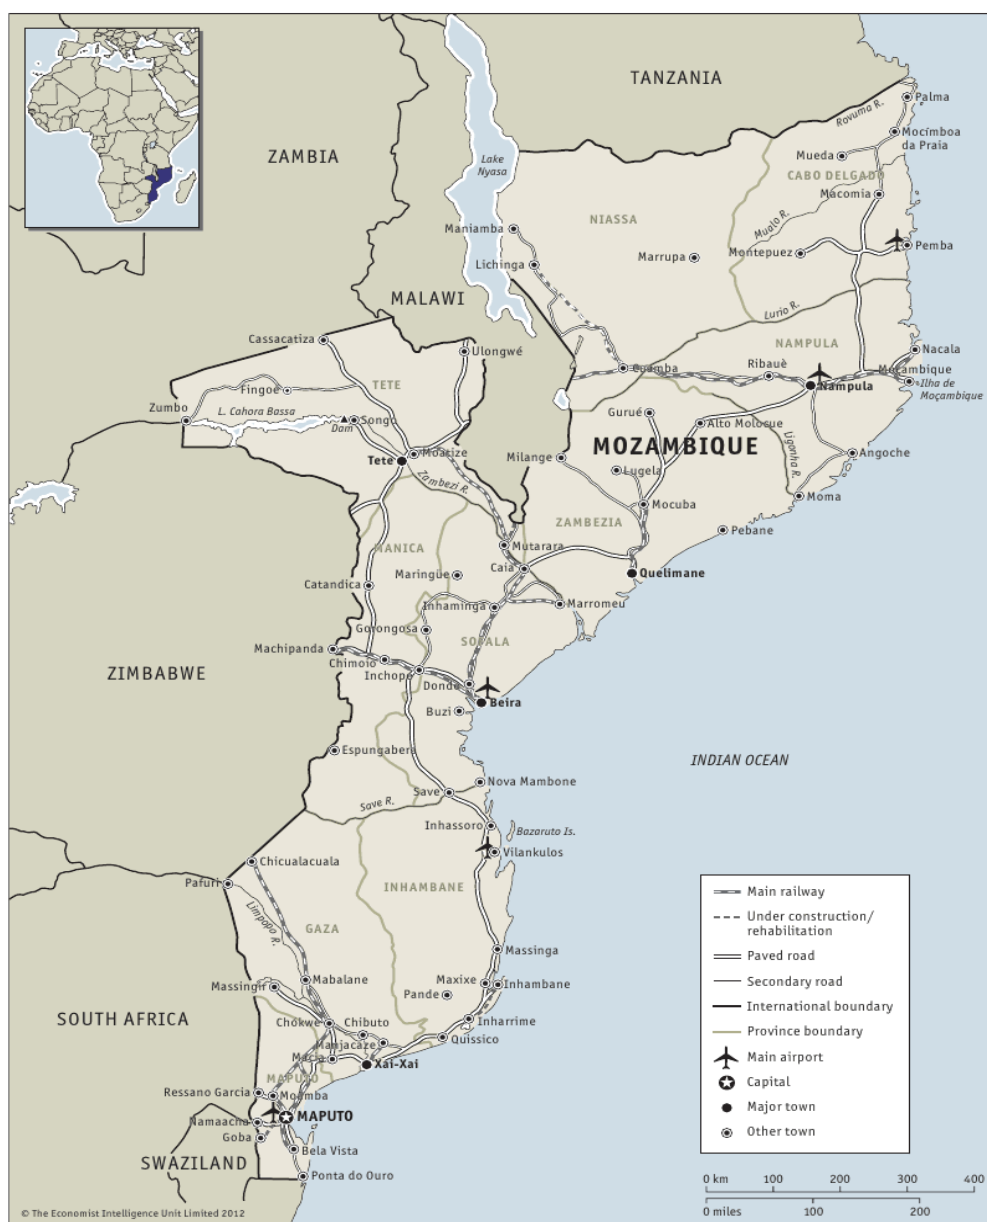 TANZANIA
Palma
Rovuma R.
ZAMBIA
Lake
Nyasa
Mocímboa
da Praia
Mueda
CABO DELGADO
Macomia
NIASSA
Mualo R.
Maniamba
Pemba
Montepuez
Marrupa
Lichinga
MALAWI
Lurio R.
Cassacatiza
NAMPULA
Ulongwé
Nacala
Cuamba
Ribauè
Moçambique
Ilha de
Moçambique
TETE
Fingoè
Nampula
Zumbo
L. Cahora Bassa
Songo
Dam
Gurué
Alto Molocue
MOZAMBIQUE
Ligonha R.
Angoche
Moatize
Tete
Milange
Lugela
Zambezi R.
Moma
Mocuba
ZAMBEZIA
Pebane
MANICA
Mutarara
Caia
Maringüe
Quelimane
Catandica
Inhaminga
Marromeu
Gorongosa
SOFALA
Machipanda
Chimoio
ZIMBABWE
Inchope
Dondo
Beira
Buzi
Espungabera
INDIAN OCEAN
Nova Mambone
Save
Save R.
Inhassoro
Bazaruto Is.
Vilankulos
Chicualacuala
Pafuri
INHAMBANE
Limpopo R.
GAZA
Massinga
Mabalane
Maxixe
Massingir
Inhambane
Pande
SOUTH AFRICA
Chokwe
Chibuto
Inharrime
Manjacaze
Quissico
Macia
Xai-Xai
MAPUTO
Ressano Garcia
Moamba
MAPUTO
Namaacha
Goba
Bela Vista
SWAZILAND
Ponta do Ouro
Main railway
Under construction/
rehabilitation
Paved road
Secondary road
International boundary
Province boundary
Main airport
Capital
Major town
Other town
0 km 100 200 300 400
0 miles 100 200
© The Economist Intelligence Unit Limited 2012